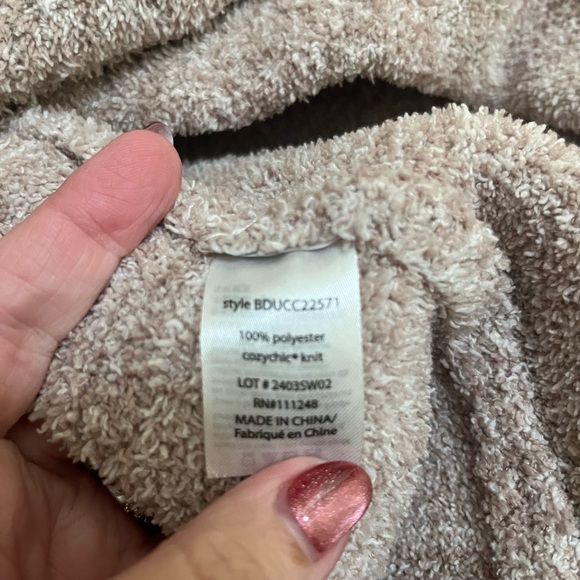 style BDUCC22571
100% polyester
cozychic® knit
LOT # 2403SW02
RN#111248
MADE IN CHINA/
Fabriqué en Chine